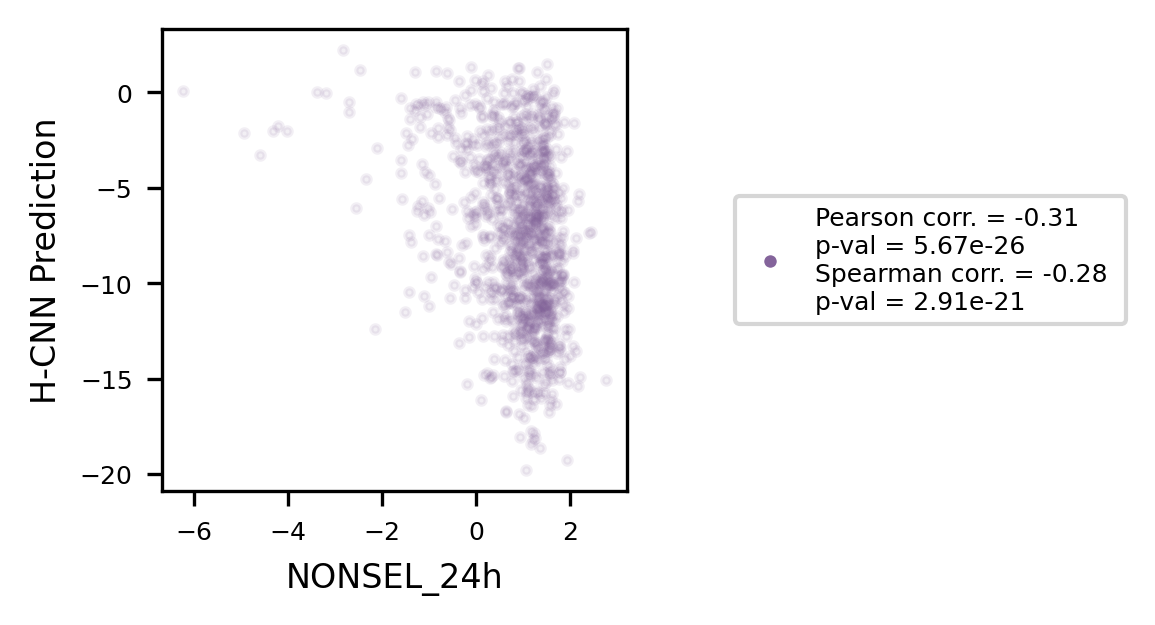 H-CNN Prediction
0
−5
−10
−15
−20
−6
−4
−2
0
2
NONSEL_24h
Pearson corr. = -0.31
p-val = 5.67e-26
Spearman corr. = -0.28
p-val = 2.91e-21